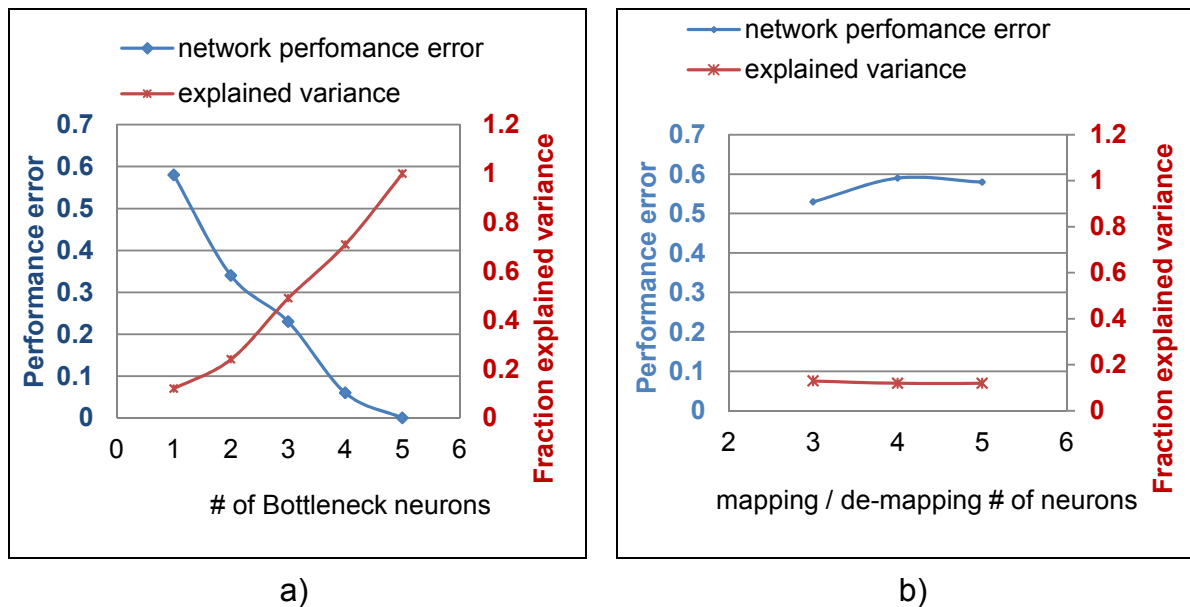 network perfomance error
explained variance
Performance error
0.7
0.6
0.5
0.4
0.3
0.2
0.1
0
1.2
1
0.8
0.6
0.4
0.2
0
Fraction explained variance
0 1 2 3 4 5 6
# of Bottleneck neurons
a)
network perfomance error
explained variance
Performance error
0.7
0.6
0.5
0.4
0.3
0.2
0.1
0
1.2
1
0.8
0.6
0.4
0.2
0
Fraction explained variance
2 3 4 5 6
mapping / de-mapping # of neurons
b)